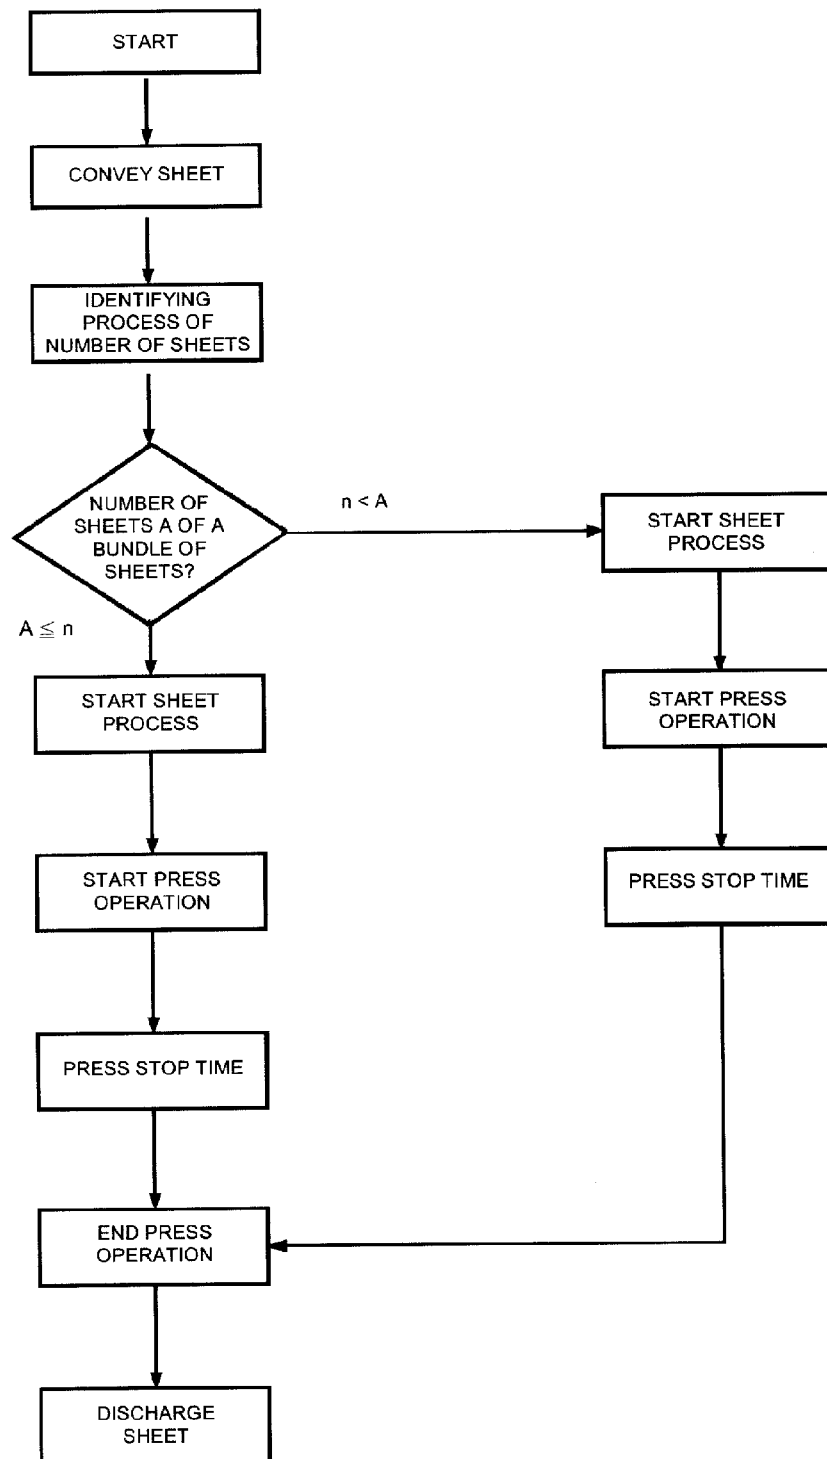 START
CONVEY SHEET
IDENTIFYING
PROCESS OF
NUMBER OF SHEETS
NUMBER OF
SHEETS A OF A
BUNDLE OF
SHEETS?
n < A
A ≦ n
START SHEET
PROCESS
START PRESS
OPERATION
PRESS STOP TIME
START SHEET
PROCESS
START PRESS
OPERATION
PRESS STOP TIME
END PRESS
OPERATION
DISCHARGE
SHEET